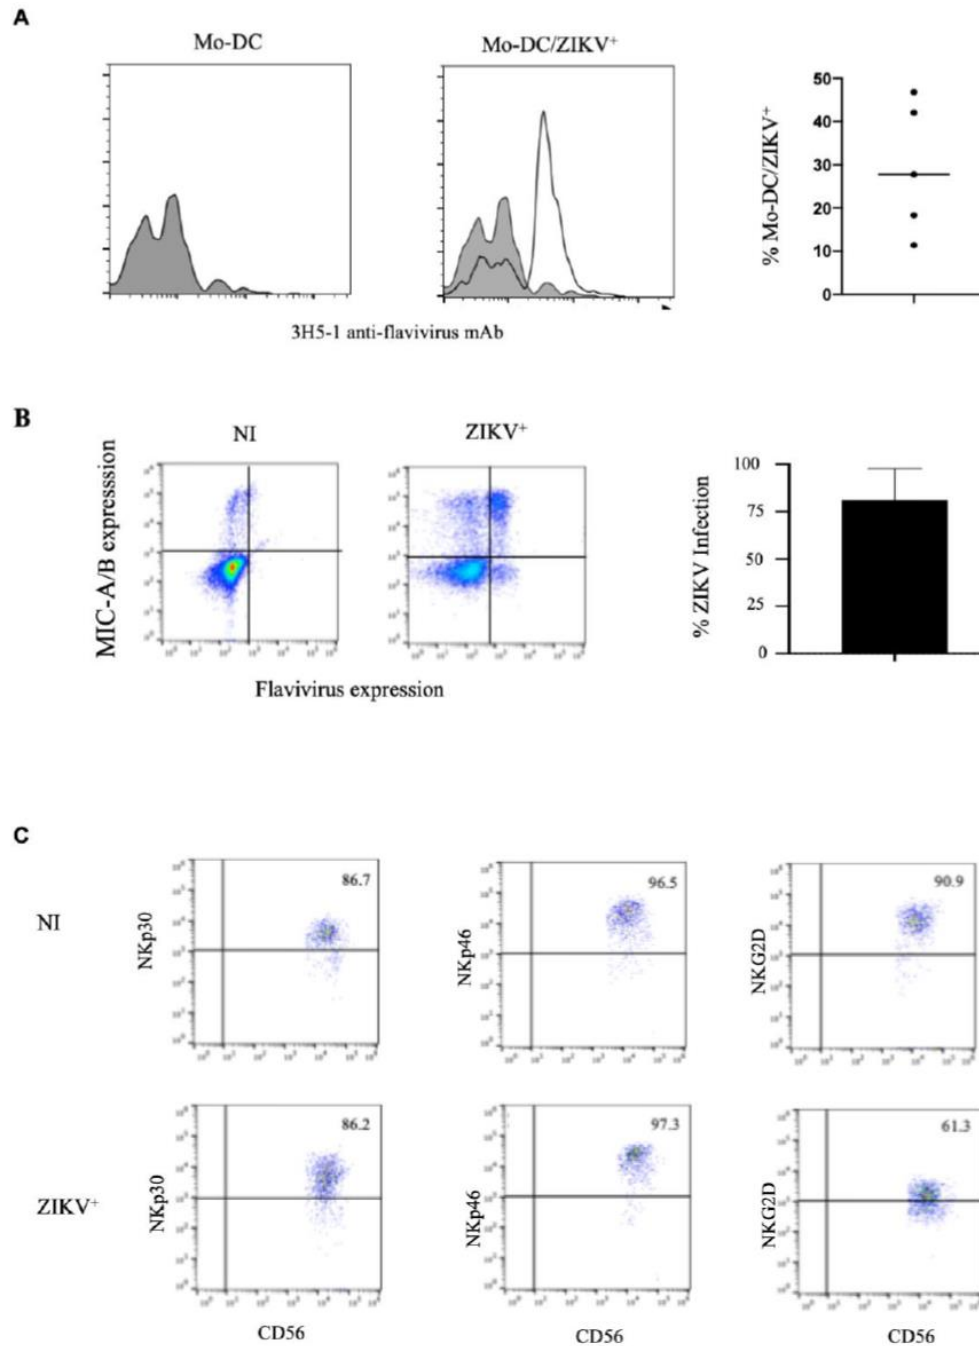 A
Mo-DC
Mo-DC/ZIKV+
3H5-1 anti-flavivirus mAb
% Mo-DC/ZIKV+
50
40
30
20
10
0
B
NI
ZIKV+
MIC-A/B expresssion
Flavivirus expression
% ZIKV Infection
100
75
50
25
0
C
NI
NKp30
86.7
NKp46
96.5
NKG2D
90.9
ZIKV+
NKp30
86.2
NKp46
97.3
NKG2D
61.3
CD56
CD56
CD56